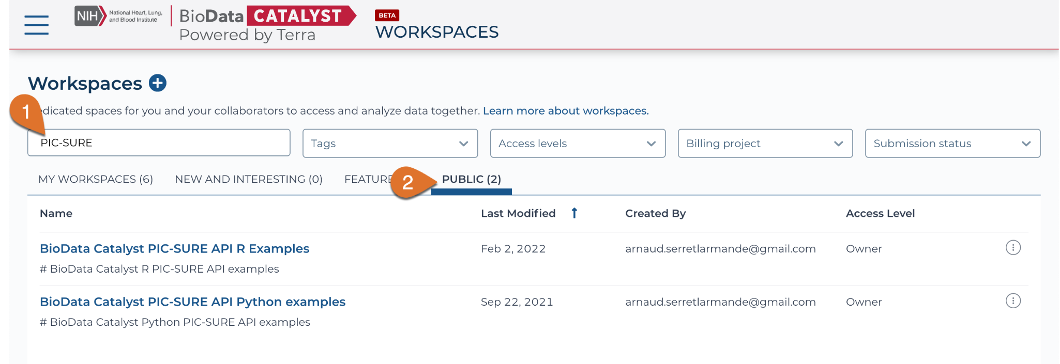 NIH National Heart, Lung, and Blood Institute
BioData CATALYST
Powered by Terra
BETA
WORKSPACES
Workspaces
1
edicated spaces for you and your collaborators to access and analyze data together. Learn more about workspaces.
PIC-SURE Tags Access levels Billing project Submission status
MY WORKSPACES (6) NEW AND INTERESTING (0) FEATURE 2 PUBLIC (2)
Name Last Modified Created By Access Level
BioData Catalyst PIC-SURE API R Examples Feb 2, 2022 arnaud.serretlarmande@gmail.com Owner
# BioData Catalyst R PIC-SURE API examples
BioData Catalyst PIC-SURE API Python examples Sep 22, 2021 arnaud.serretlarmande@gmail.com Owner
# BioData Catalyst Python PIC-SURE API examples